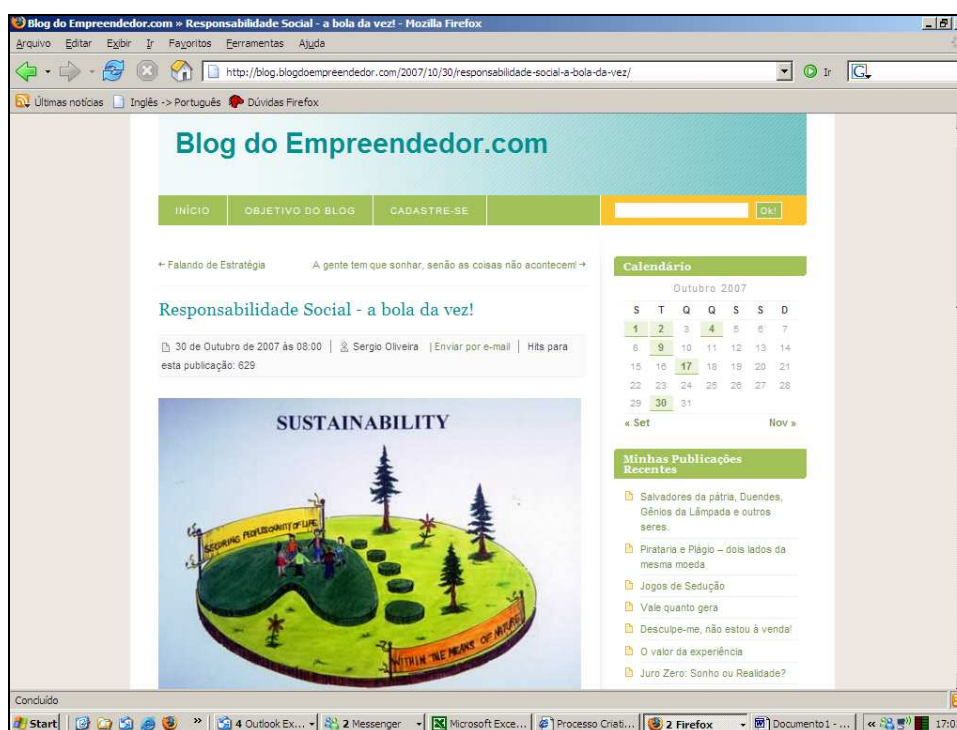 Blog do Empreendedor.com » Responsabilidade Social - a bola da vez! - Mozilla Firefox
Arquivo Editar Exibir Ir Favoritos Ferramentas Ajuda
http://blog.blogdoempreendedor.com/2007/10/30/responsabilidade-social-a-bola-da-vez/ Ir G
Últimas notícias Inglês -> Português Dúvidas Firefox
Blog do Empreendedor.com
INÍCIO OBJETIVO DO BLOG CADASTRE-SE Ok!
← Falando de Estratégia A gente tem que sonhar, senão as coisas não acontecem! →
Responsabilidade Social - a bola da vez!
30 de Outubro de 2007 às 08:00 | Sergio Oliveira | Enviar por e-mail | Hits para
esta publicação: 629
SUSTAINABILITY
SECURING PEOPLE'S QUALITY OF LIFE
WITHIN THE MEANS OF NATURE
Calendário
Outubro 2007
S T Q Q S S D
1 2 3 4 5 6 7
8 9 10 11 12 13 14
15 16 17 18 19 20 21
22 23 24 25 26 27 28
29 30 31
« Set Nov »
Minhas Publicações
Recentes
Salvadores da pátria, Duendes,
Gênios da Lâmpada e outros
seres.
Pirataria e Plágio – dois lados da
mesma moeda
Jogos de Sedução
Vale quanto gera
Desculpe-me, não estou à venda!
O valor da experiência
Juro Zero: Sonho ou Realidade?
Concluído
Start » 4 Outlook Ex... 2 Messenger Microsoft Exce... Processo Criati... 2 Firefox Documento1 - ... « 17:0